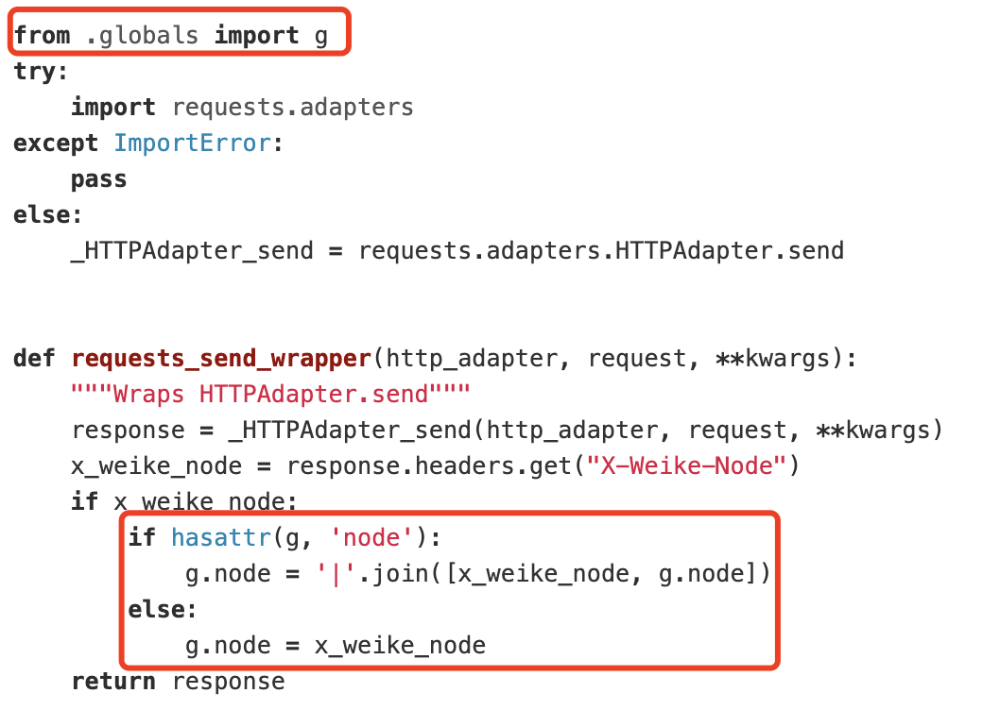 from .globals import g
try:
    import requests.adapters
except ImportError:
    pass
else:
    _HTTPAdapter_send = requests.adapters.HTTPAdapter.send
def requests_send_wrapper(http_adapter, request, **kwargs):
    """Wraps HTTPAdapter.send"""
    response = _HTTPAdapter_send(http_adapter, request, **kwargs)
    x_weike_node = response.headers.get("X-Weike-Node")
    if x_weike_node:
        if hasattr(g, 'node'):
            g.node = '|'.join([x_weike_node, g.node])
        else:
            g.node = x_weike_node
    return response